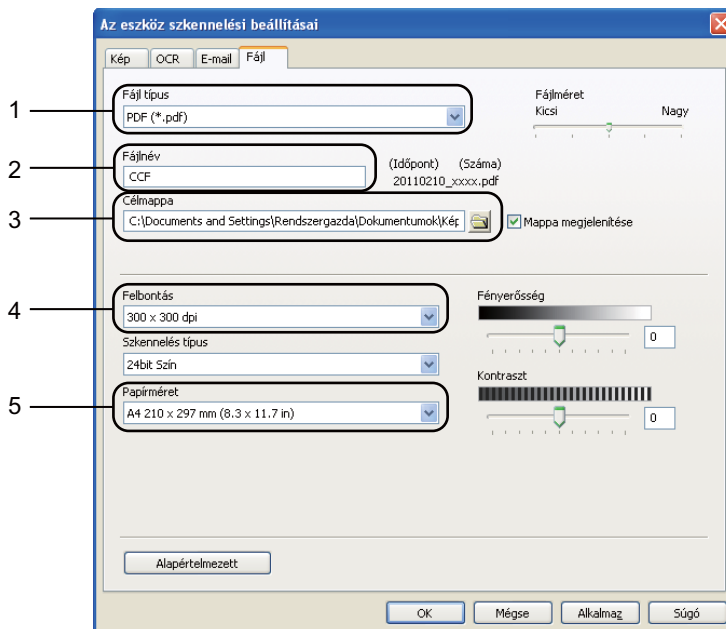 Az eszköz szkennelési beállításai
Kép OCR E-mail Fájl
1
Fájl típus
PDF (*.pdf)
Fájlméret
Kicsi Nagy
2
Fájlnév
CCF
(Időpont) (Száma)
20110210_xxxx.pdf
3
Célmappa
C:\Documents and Settings\Rendszergazda\Dokumentumok\Kép
Mappa megjelenítése
4
Felbontás
300 x 300 dpi
Fényerősség
0
Szkennelés típus
24bit Szín
Kontraszt
0
5
Papírméret
A4 210 x 297 mm (8.3 x 11.7 in)
Alapértelmezett
OK Mégse Alkalmaz Súgó